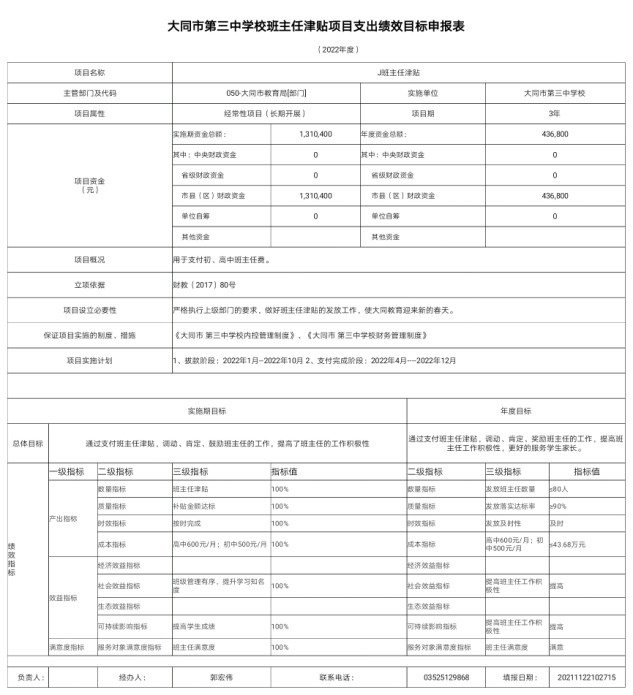 大同市第三中学校班主任津贴项目支出绩效目标申报表
（2022年度）
项目名称 J班主任津贴
主管部门及代码 050-大同市教育局[部门] 实施单位 大同市第三中学校
项目属性 经常性项目（长期开展） 项目期 3年
项目资金（元）
实施期资金总额： 1,310,400 年度资金总额： 436,800
其中：中央财政资金 0 其中：中央财政资金 0
省级财政资金 0 省级财政资金 0
市县（区）财政资金 1,310,400 市县（区）财政资金 436,800
单位自筹 0 单位自筹 0
其他资金 其他资金
项目概况 用于支付初、高中班主任费。
立项依据 财教（2017）80号
项目设立必要性 严格执行上级部门的要求，做好班主任津贴的发放工作，使大同教育迎来新的春天。
保证项目实施的制度、措施 《大同市 第三中学校内控管理制度》、《大同市 第三中学校财务管理制度》
项目实施计划 1、拔款阶段：2022年1月--2022年10月 2、支付完成阶段：2022年4月----2022年12月
实施期目标 年度目标
总体目标 通过支付班主任津贴，调动、肯定、鼓励班主任的工作，提高了班主任的工作积极性 通过支付班主任津贴，调动、肯定、奖励班主任的工作，提高班主任工作积极性，更好的服务学生家长。
绩效指标
一级指标 二级指标 三级指标 指标值 二级指标 三级指标 指标值
产出指标
数量指标 班主任津贴 100% 数量指标 发放班主任数量 ≤80人
质量指标 补贴金额达标 100% 质量指标 发放落实达标率 ≥90%
时效指标 按时完成 100% 时效指标 发放及时性 及时
成本指标 高中600元/月；初中500元/月 100% 成本指标 高中600元/月；初中500元/月 ≤43.68万元
效益指标
经济效益指标 经济效益指标
社会效益指标 班级管理有序，提升学习知名度 100% 社会效益指标 提高班主任工作积极性 提高
生态效益指标 生态效益指标
可持续影响指标 提高学生成绩 100% 可持续影响指标 提高班主任工作积极性 提高
满意度指标 服务对象满意度指标 班主任满意度 100% 服务对象满意度指标 班主任满意度 满意
负责人： 经办人： 郭宏伟 联系电话： 03525129868 填报日期： 20211122102715